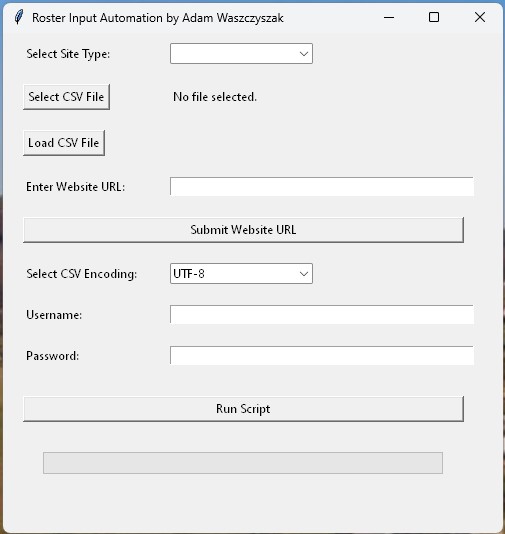 Roster Input Automation by Adam Waszczyszak
Select Site Type:
Select CSV File No file selected.
Load CSV File
Enter Website URL:
Submit Website URL
Select CSV Encoding: UTF-8
Username:
Password:
Run Script